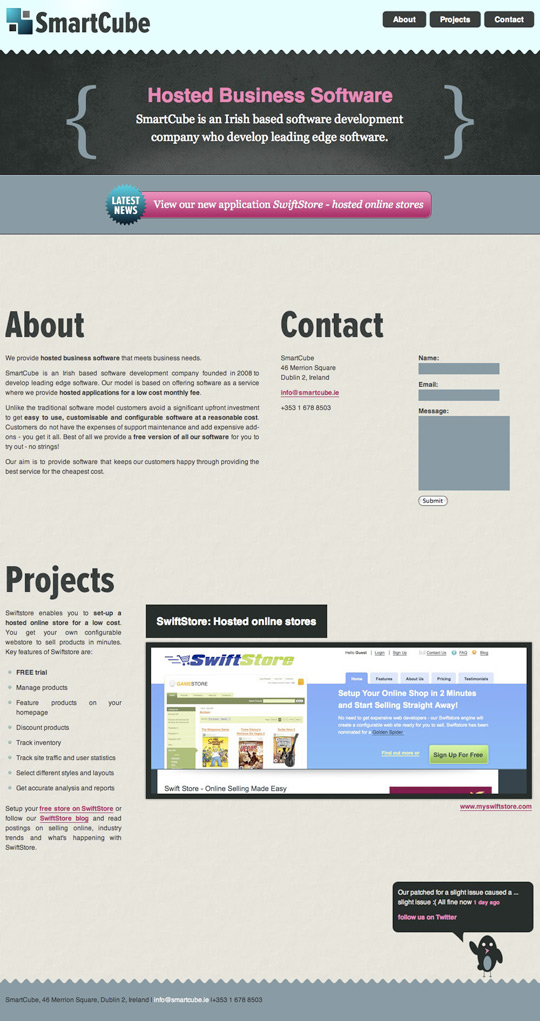 SmartCube
About Projects Contact
Hosted Business Software
SmartCube is an Irish based software development
company who develop leading edge software.
LATEST
NEWS
View our new application SwiftStore - hosted online stores
About
We provide hosted business software that meets business needs.
SmartCube is an Irish based software development company founded in 2008 to
develop leading edge software. Our model is based on offering software as a service
where we provide hosted applications for a low cost monthly fee.
Unlike the traditional software model customers avoid a significant upfront investment
to get easy to use, customisable and configurable software at a reasonable cost.
Customers do not have the expenses of support maintenance and add expensive add-
ons - you get it all. Best of all we provide a free version of all our software for you to
try out - no strings!
Our aim is to provide software that keeps our customers happy through providing the
best service for the cheapest cost.
Contact
SmartCube
46 Merrion Square
Dublin 2, Ireland
info@smartcube.ie
+353 1 678 8503
Name:
Email:
Message:
Submit
Projects
Swiftstore enables you to set-up a
hosted online store for a low cost.
You get your own configurable
webstore to sell products in minutes.
Key features of Swiftstore are:
FREE trial
Manage products
Feature products on your
homepage
Discount products
Track inventory
Track site traffic and user statistics
Select different styles and layouts
Get accurate analysis and reports
Setup your free store on SwiftStore or
follow our SwiftStore blog and read
postings on selling online, industry
trends and what's happening with
SwiftStore.
SwiftStore: Hosted online stores
SwiftStore
Hello Guest | Login | Sign Up Contact Us FAQ Blog
GAMESTORE
Home Features About Us Pricing Testimonials
Setup Your Online Shop in 2 Minutes
and Start Selling Straight Away!
No need to get expensive web developers - our Swiftstore engine will
create a configurable web site ready for you to sell. Swiftstore has been
nominated for a Golden Spider
Find out more or Sign Up For Free
Swift Store - Online Selling Made Easy
www.myswiftstore.com
Our patched for a slight issue caused a ...
slight issue :( All fine now 1 day ago
follow us on Twitter
SmartCube, 46 Merrion Square, Dublin 2, Ireland | info@smartcube.ie |+353 1 678 8503